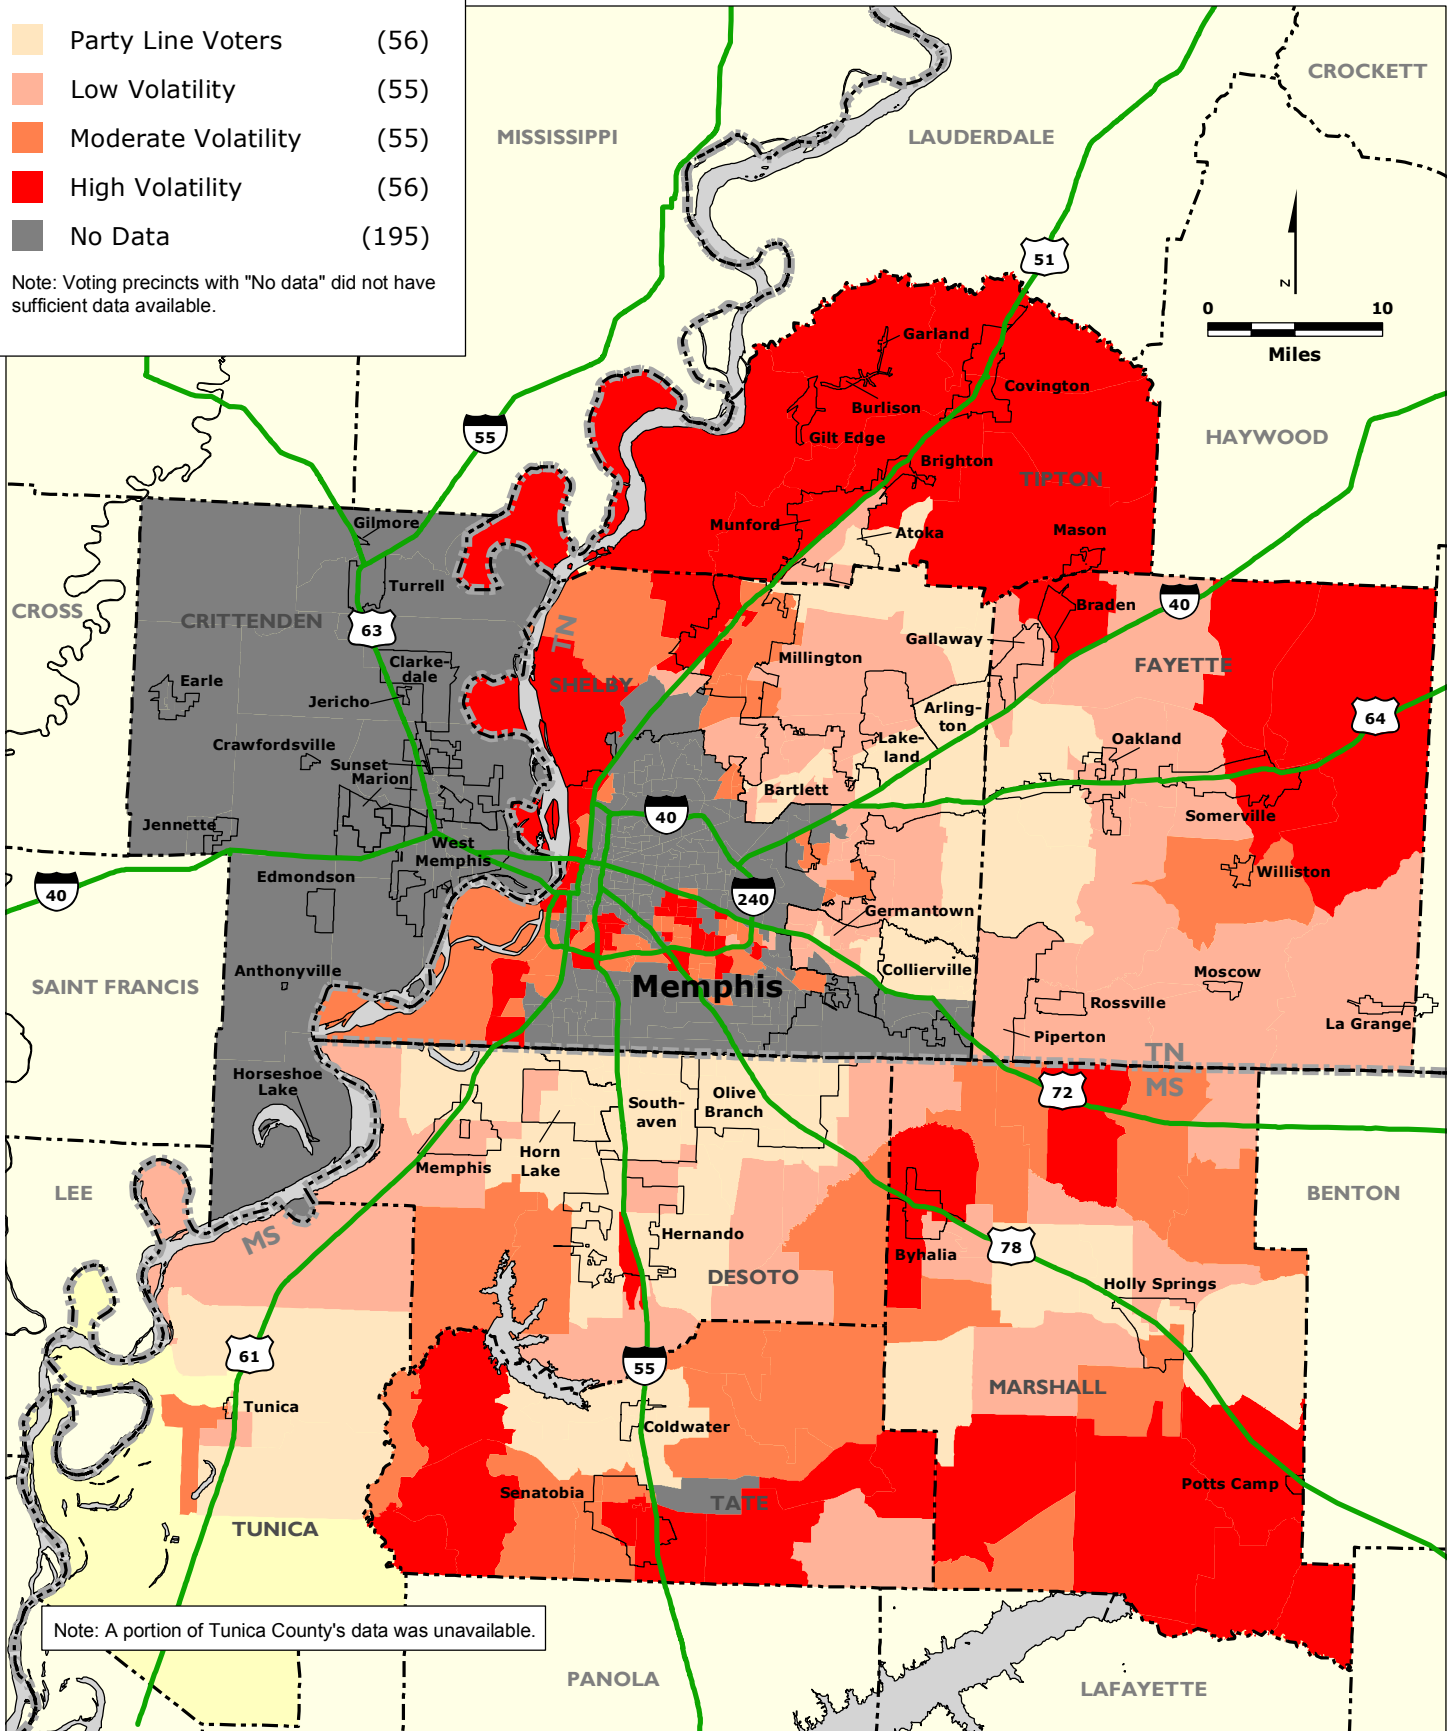 Party Line Voters (56)
Low Volatility (55)
Moderate Volatility (55)
High Volatility (56)
No Data (195)
Note: Voting precincts with "No data" did not have
sufficient data available.
CROCKETT
MISSISSIPPI
LAUDERDALE
51
N
0 10
Miles
Garland
Covington
Burlison
Gilt Edge
55
HAYWOOD
Brighton
TIPTON
Munford
Atoka
Mason
Gilmore
Turrell
CROSS
CRITTENDEN
63
TN
Braden
40
Gallaway
Millington
FAYETTE
Clarke-
dale
Earle
SHELBY
Jericho
Arling-
ton
64
Crawfordsville
Lake-
land
Oakland
Sunset
Marion
Bartlett
Jennette
40
Somerville
West
Memphis
Edmondson
Williston
40
240
Germantown
Anthonyville
Collierville
Moscow
SAINT FRANCIS
Memphis
Rossville
La Grange
Piperton
TN
Horseshoe
Lake
72
MS
South-
aven
Olive
Branch
Memphis
Horn
Lake
LEE
BENTON
MS
Hernando
Byhalia
78
DESOTO
Holly Springs
61
55
MARSHALL
Tunica
Coldwater
Senatobia
TATE
Potts Camp
TUNICA
Note: A portion of Tunica County's data was unavailable.
PANOLA
LAFAYETTE